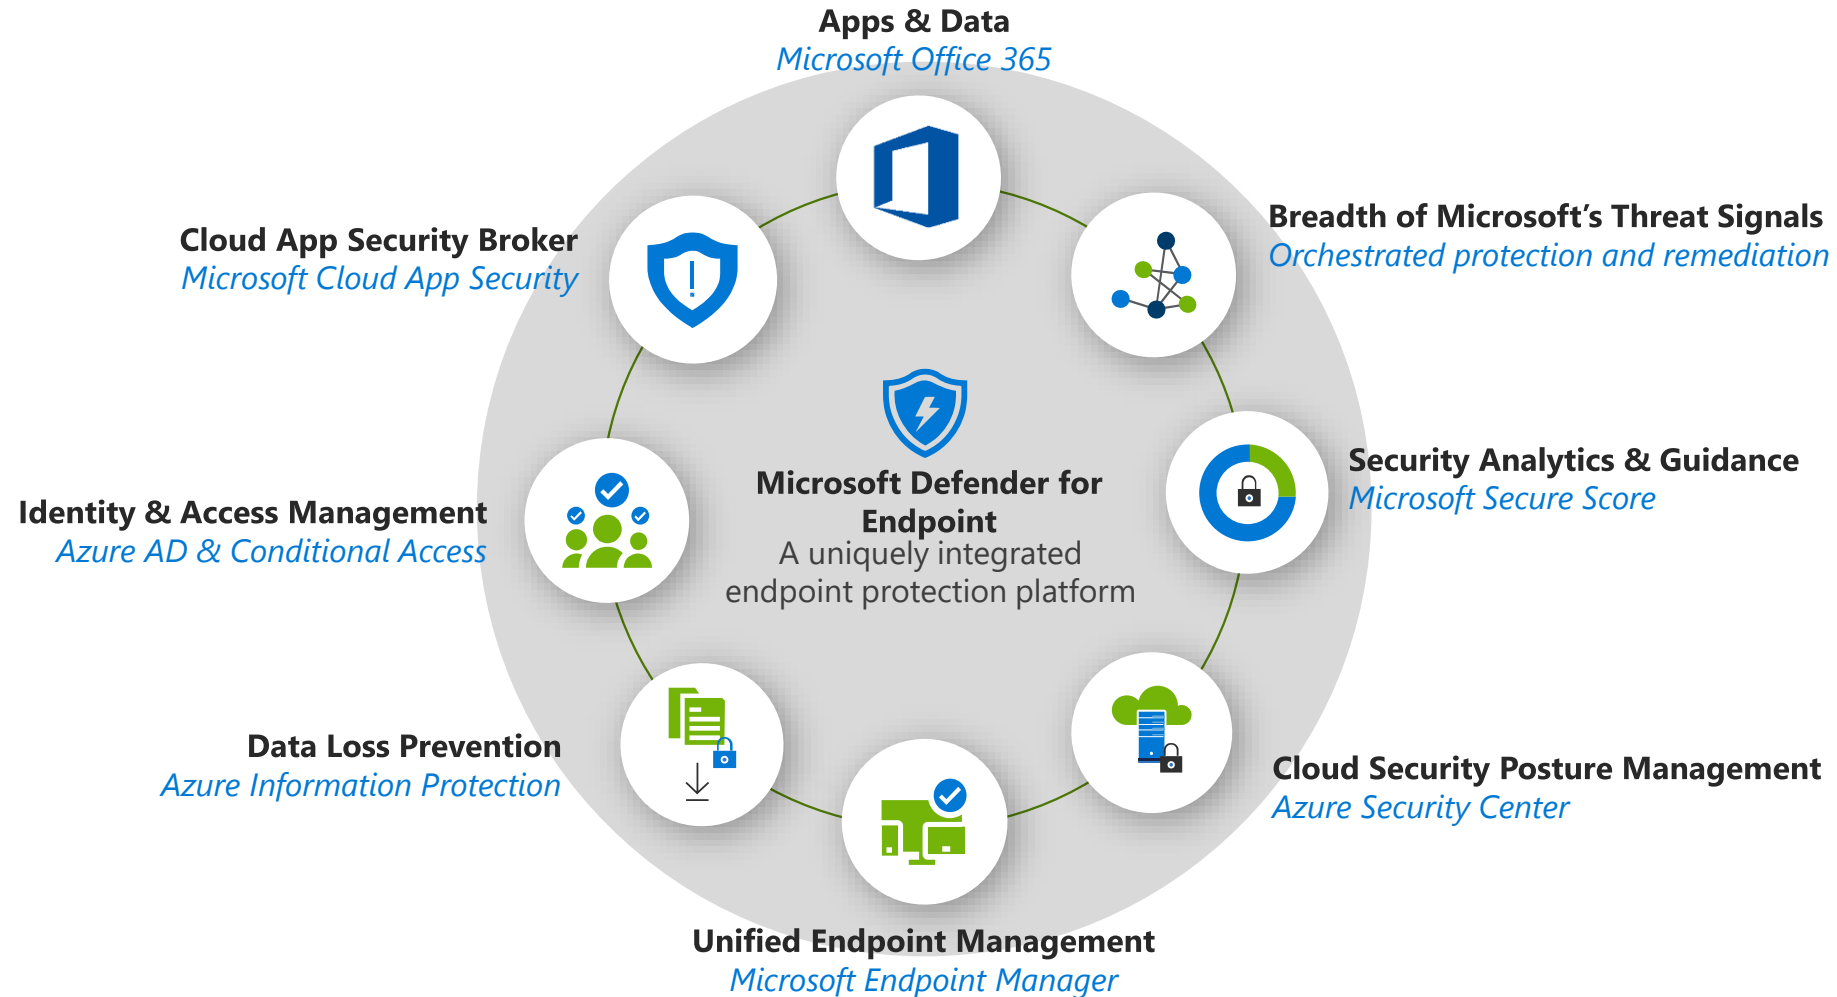 Apps & Data
Microsoft Office 365
Breadth of Microsoft’s Threat Signals
Orchestrated protection and remediation
Cloud App Security Broker
Microsoft Cloud App Security
Security Analytics & Guidance
Microsoft Secure Score
Microsoft Defender for
Endpoint
A uniquely integrated
endpoint protection platform
Identity & Access Management
Azure AD & Conditional Access
Data Loss Prevention
Azure Information Protection
Cloud Security Posture Management
Azure Security Center
Unified Endpoint Management
Microsoft Endpoint Manager